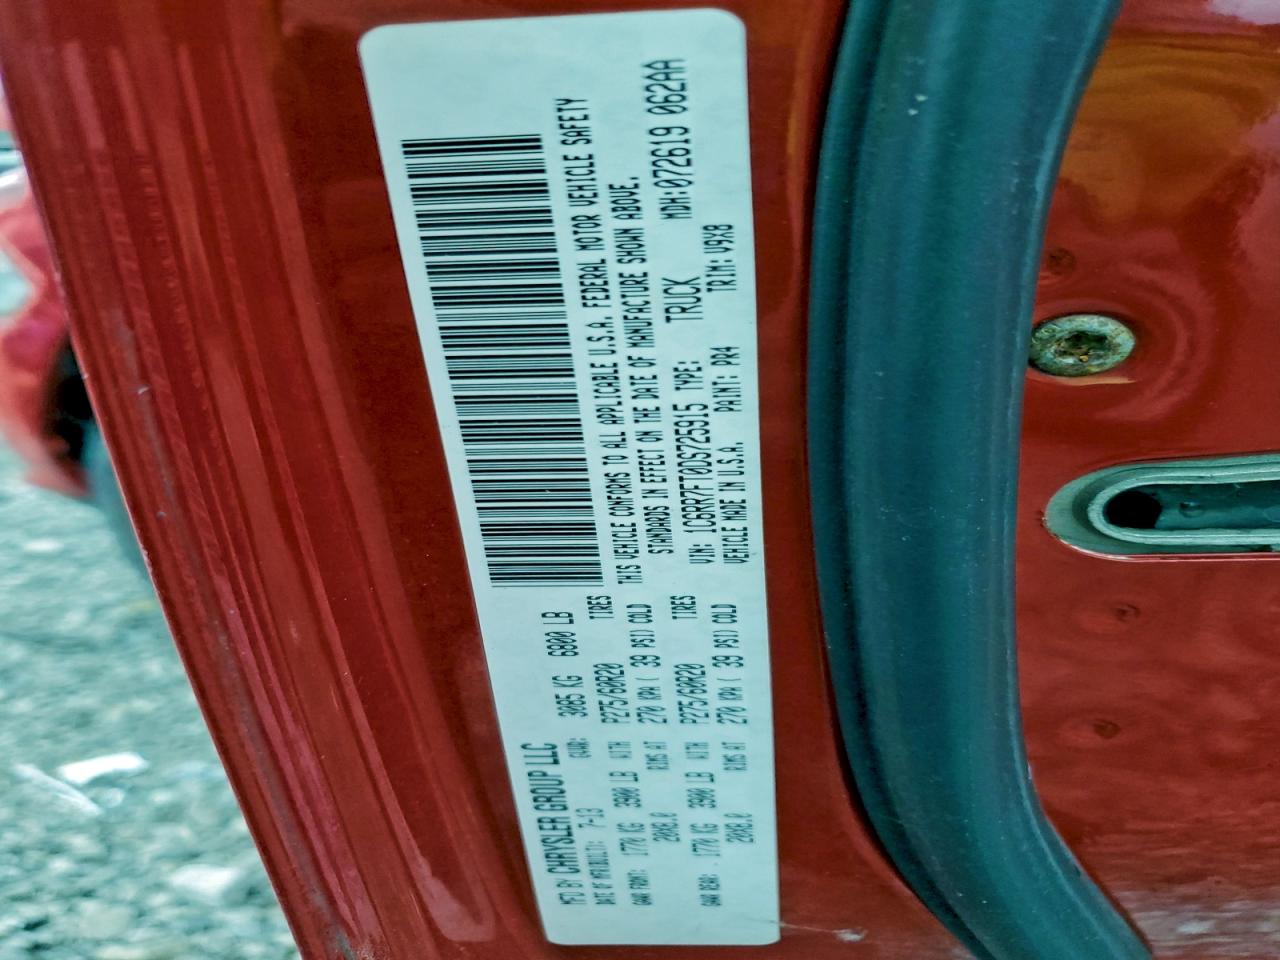 MFD BY CHRYSLER GROUP LLC
DATE OF MFR(BUILT): 7-13 GVWR: 3085 KG 6800 LB
GAWR FRONT: 1770 KG 3900 LB WITH P275/60R20 TIRES
20X8.0 RIMS AT 270 KPA ( 39 PSI) COLD
GAWR REAR: 1770 KG 3900 LB WITH P275/60R20 TIRES
20X8.0 RIMS AT 270 KPA ( 39 PSI) COLD
THIS VEHICLE CONFORMS TO ALL APPLICABLE U.S.A. FEDERAL MOTOR VEHICLE SAFETY
STANDARDS IN EFFECT ON THE DATE OF MANUFACTURE SHOWN ABOVE.
VIN: 1C6RR7FT0DS725915 TYPE: TRUCK MDH:072619 062AA
VEHICLE MADE IN U.S.A. PAINT: PR4 TRIM: V9X8